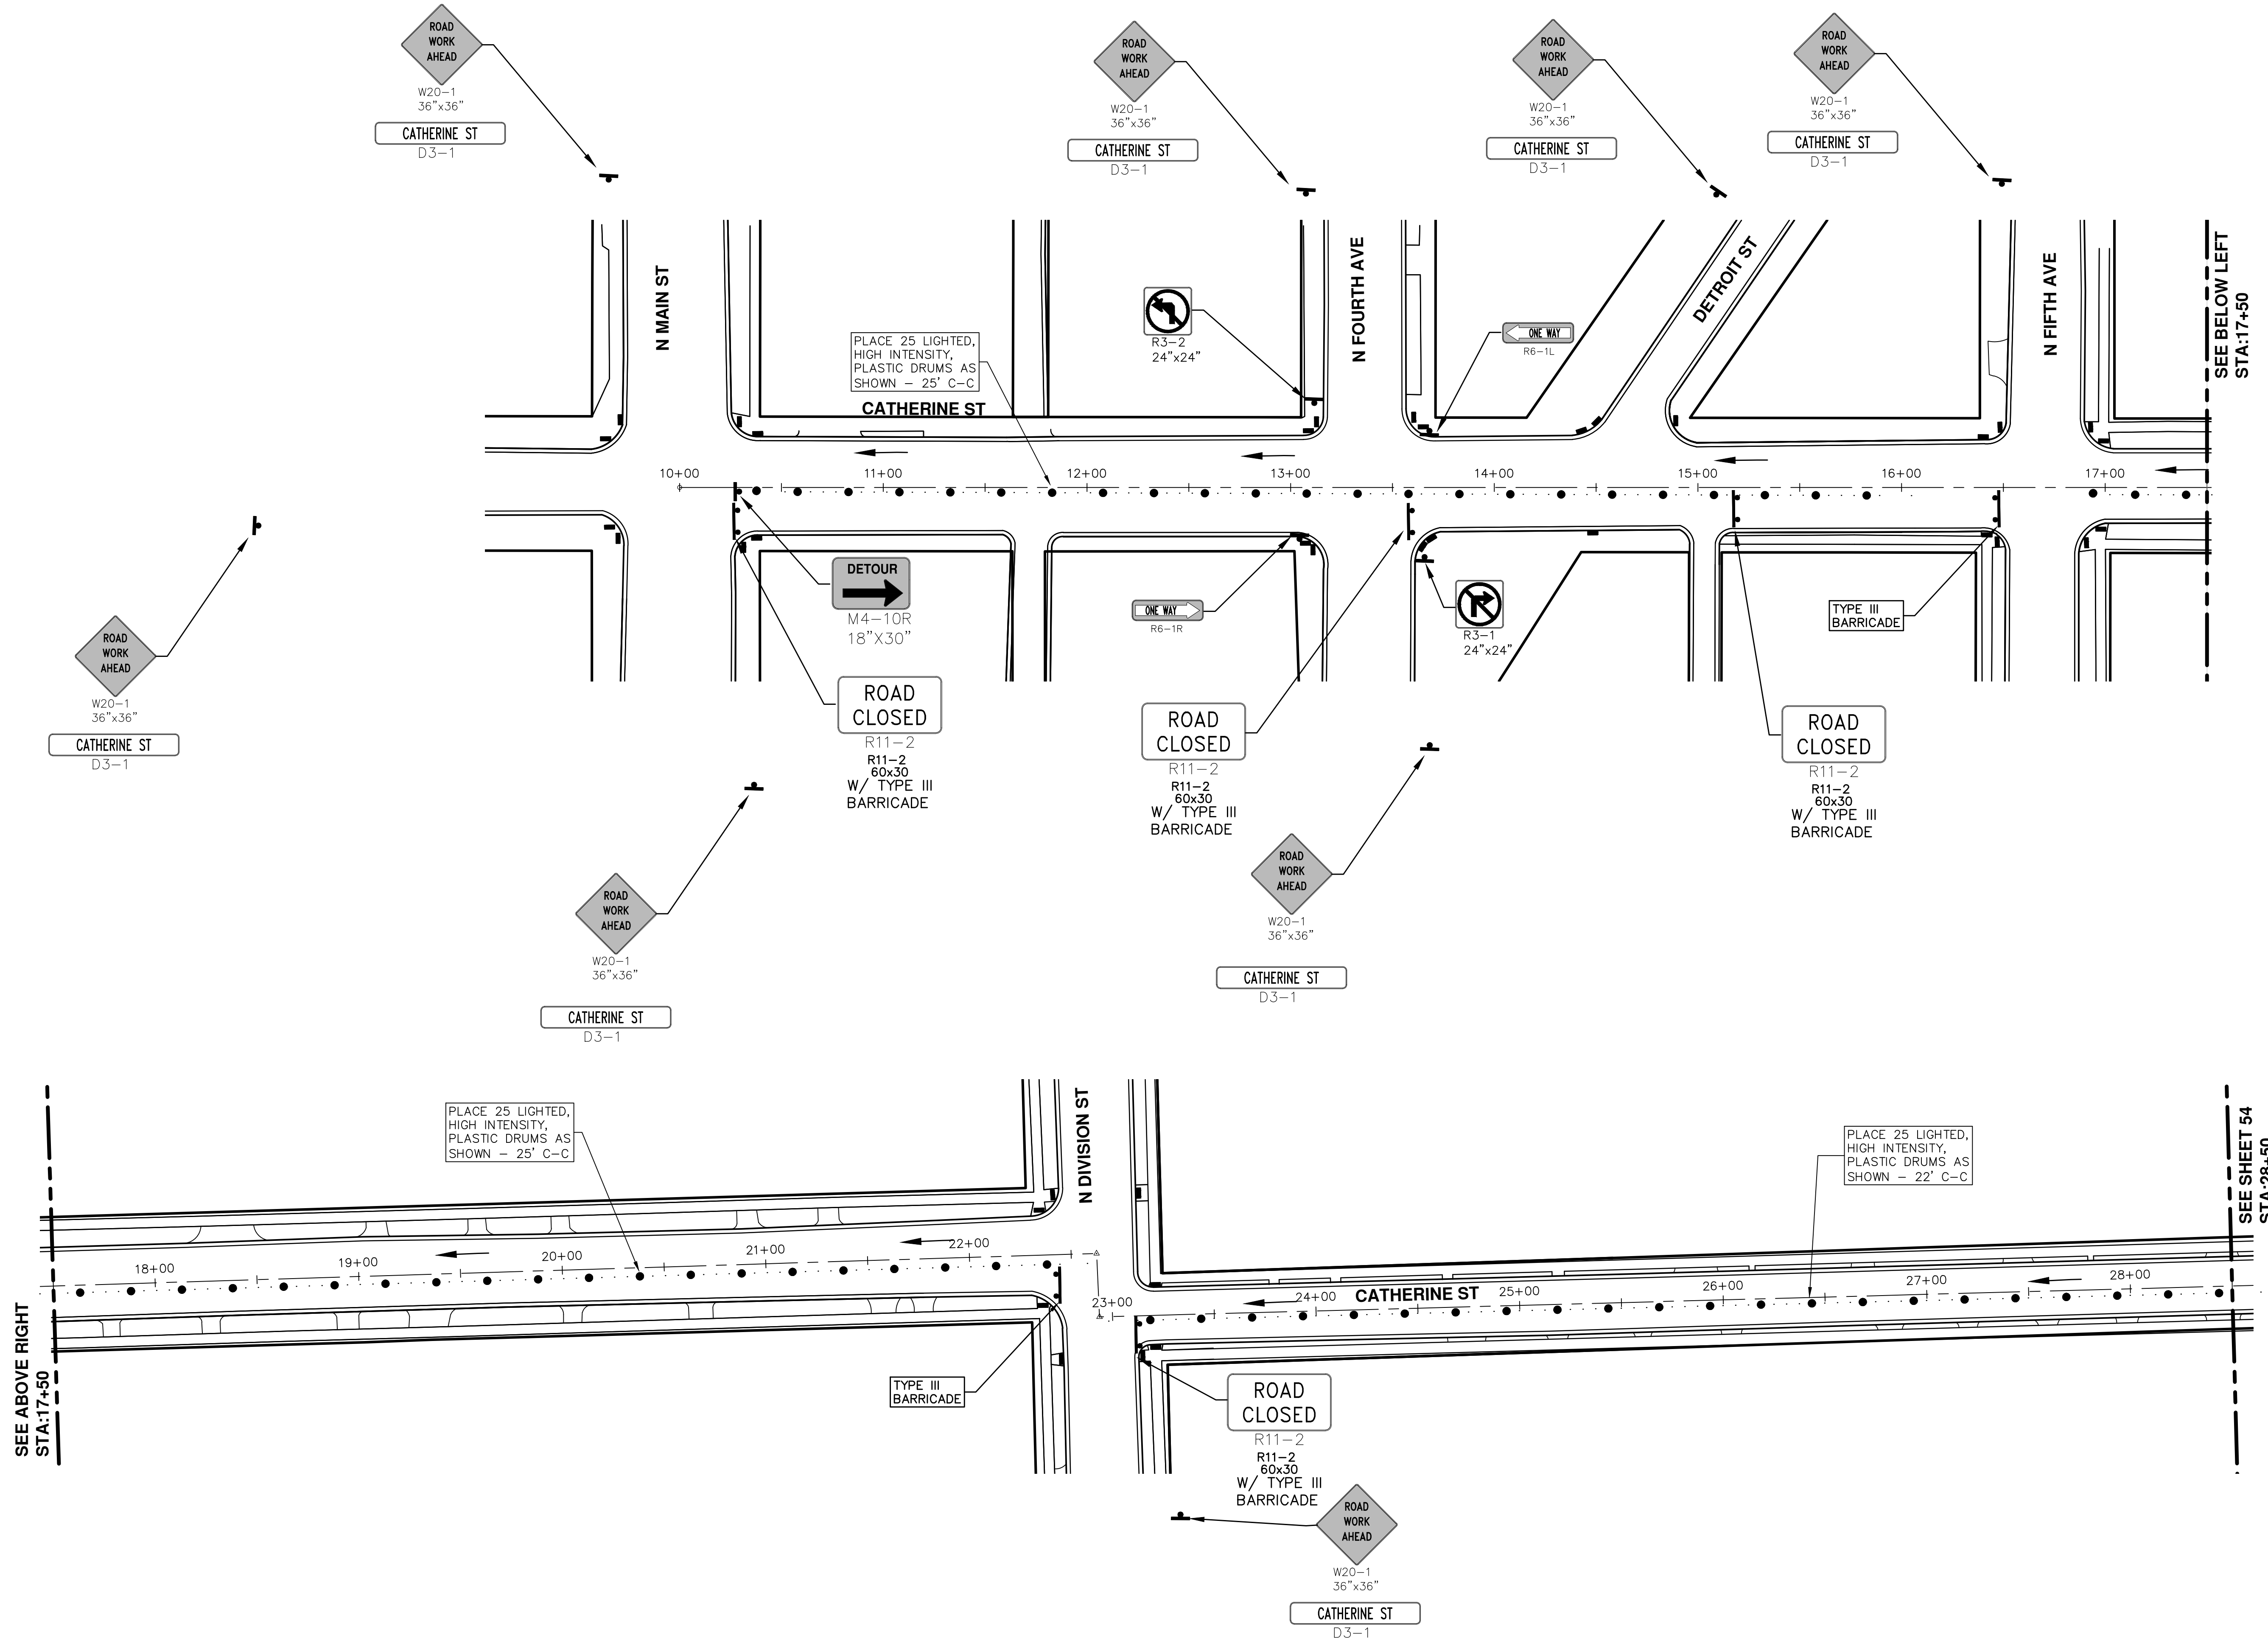 ROAD
WORK
AHEAD
W20-1
36"x36"
CATHERINE ST
D3-1
ROAD
WORK
AHEAD
W20-1
36"x36"
CATHERINE ST
D3-1
ROAD
WORK
AHEAD
W20-1
36"x36"
CATHERINE ST
D3-1
ROAD
WORK
AHEAD
W20-1
36"x36"
CATHERINE ST
D3-1
N MAIN ST
N FOURTH AVE
DETROIT ST
N FIFTH AVE
SEE BELOW LEFT
STA:17+50
R3-2
24"x24"
ONE WAY
R6-1L
PLACE 25 LIGHTED,
HIGH INTENSITY,
PLASTIC DRUMS AS
SHOWN - 25' C-C
CATHERINE ST
10+00
11+00
12+00
13+00
14+00
15+00
16+00
17+00
DETOUR
M4-10R
18"X30"
ONE WAY
R6-1R
R3-1
24"x24"
TYPE III
BARRICADE
ROAD
WORK
AHEAD
W20-1
36"x36"
CATHERINE ST
D3-1
ROAD
CLOSED
R11-2
R11-2
60x30
W/ TYPE III
BARRICADE
ROAD
CLOSED
R11-2
R11-2
60x30
W/ TYPE III
BARRICADE
ROAD
CLOSED
R11-2
R11-2
60x30
W/ TYPE III
BARRICADE
ROAD
WORK
AHEAD
W20-1
36"x36"
CATHERINE ST
D3-1
ROAD
WORK
AHEAD
W20-1
36"x36"
CATHERINE ST
D3-1
SEE ABOVE RIGHT
STA:17+50
PLACE 25 LIGHTED,
HIGH INTENSITY,
PLASTIC DRUMS AS
SHOWN - 25' C-C
N DIVISION ST
PLACE 25 LIGHTED,
HIGH INTENSITY,
PLASTIC DRUMS AS
SHOWN - 22' C-C
SEE SHEET 54
STA:28+50
18+00
19+00
20+00
21+00
22+00
23+00
24+00
CATHERINE ST
25+00
26+00
27+00
28+00
TYPE III
BARRICADE
ROAD
CLOSED
R11-2
R11-2
60x30
W/ TYPE III
BARRICADE
ROAD
WORK
AHEAD
W20-1
36"x36"
CATHERINE ST
D3-1